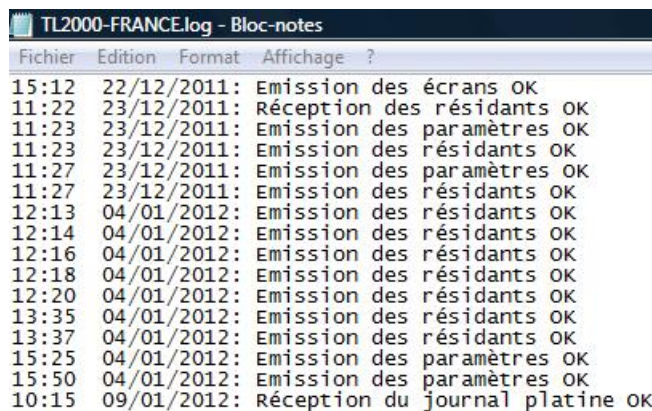 TL2000-FRANCE.log - Bloc-notes
Fichier Edition Format Affichage ?
15:12 22/12/2011: Emission des écrans OK
11:22 23/12/2011: Réception des résidants OK
11:23 23/12/2011: Emission des paramètres OK
11:23 23/12/2011: Emission des résidants OK
11:27 23/12/2011: Emission des paramètres OK
11:27 23/12/2011: Emission des résidants OK
12:13 04/01/2012: Emission des résidants OK
12:14 04/01/2012: Emission des résidants OK
12:16 04/01/2012: Emission des résidants OK
12:18 04/01/2012: Emission des résidants OK
12:20 04/01/2012: Emission des résidants OK
13:35 04/01/2012: Emission des résidants OK
13:37 04/01/2012: Emission des résidants OK
15:25 04/01/2012: Emission des paramètres OK
15:50 04/01/2012: Emission des paramètres OK
10:15 09/01/2012: Réception du journal platine OK